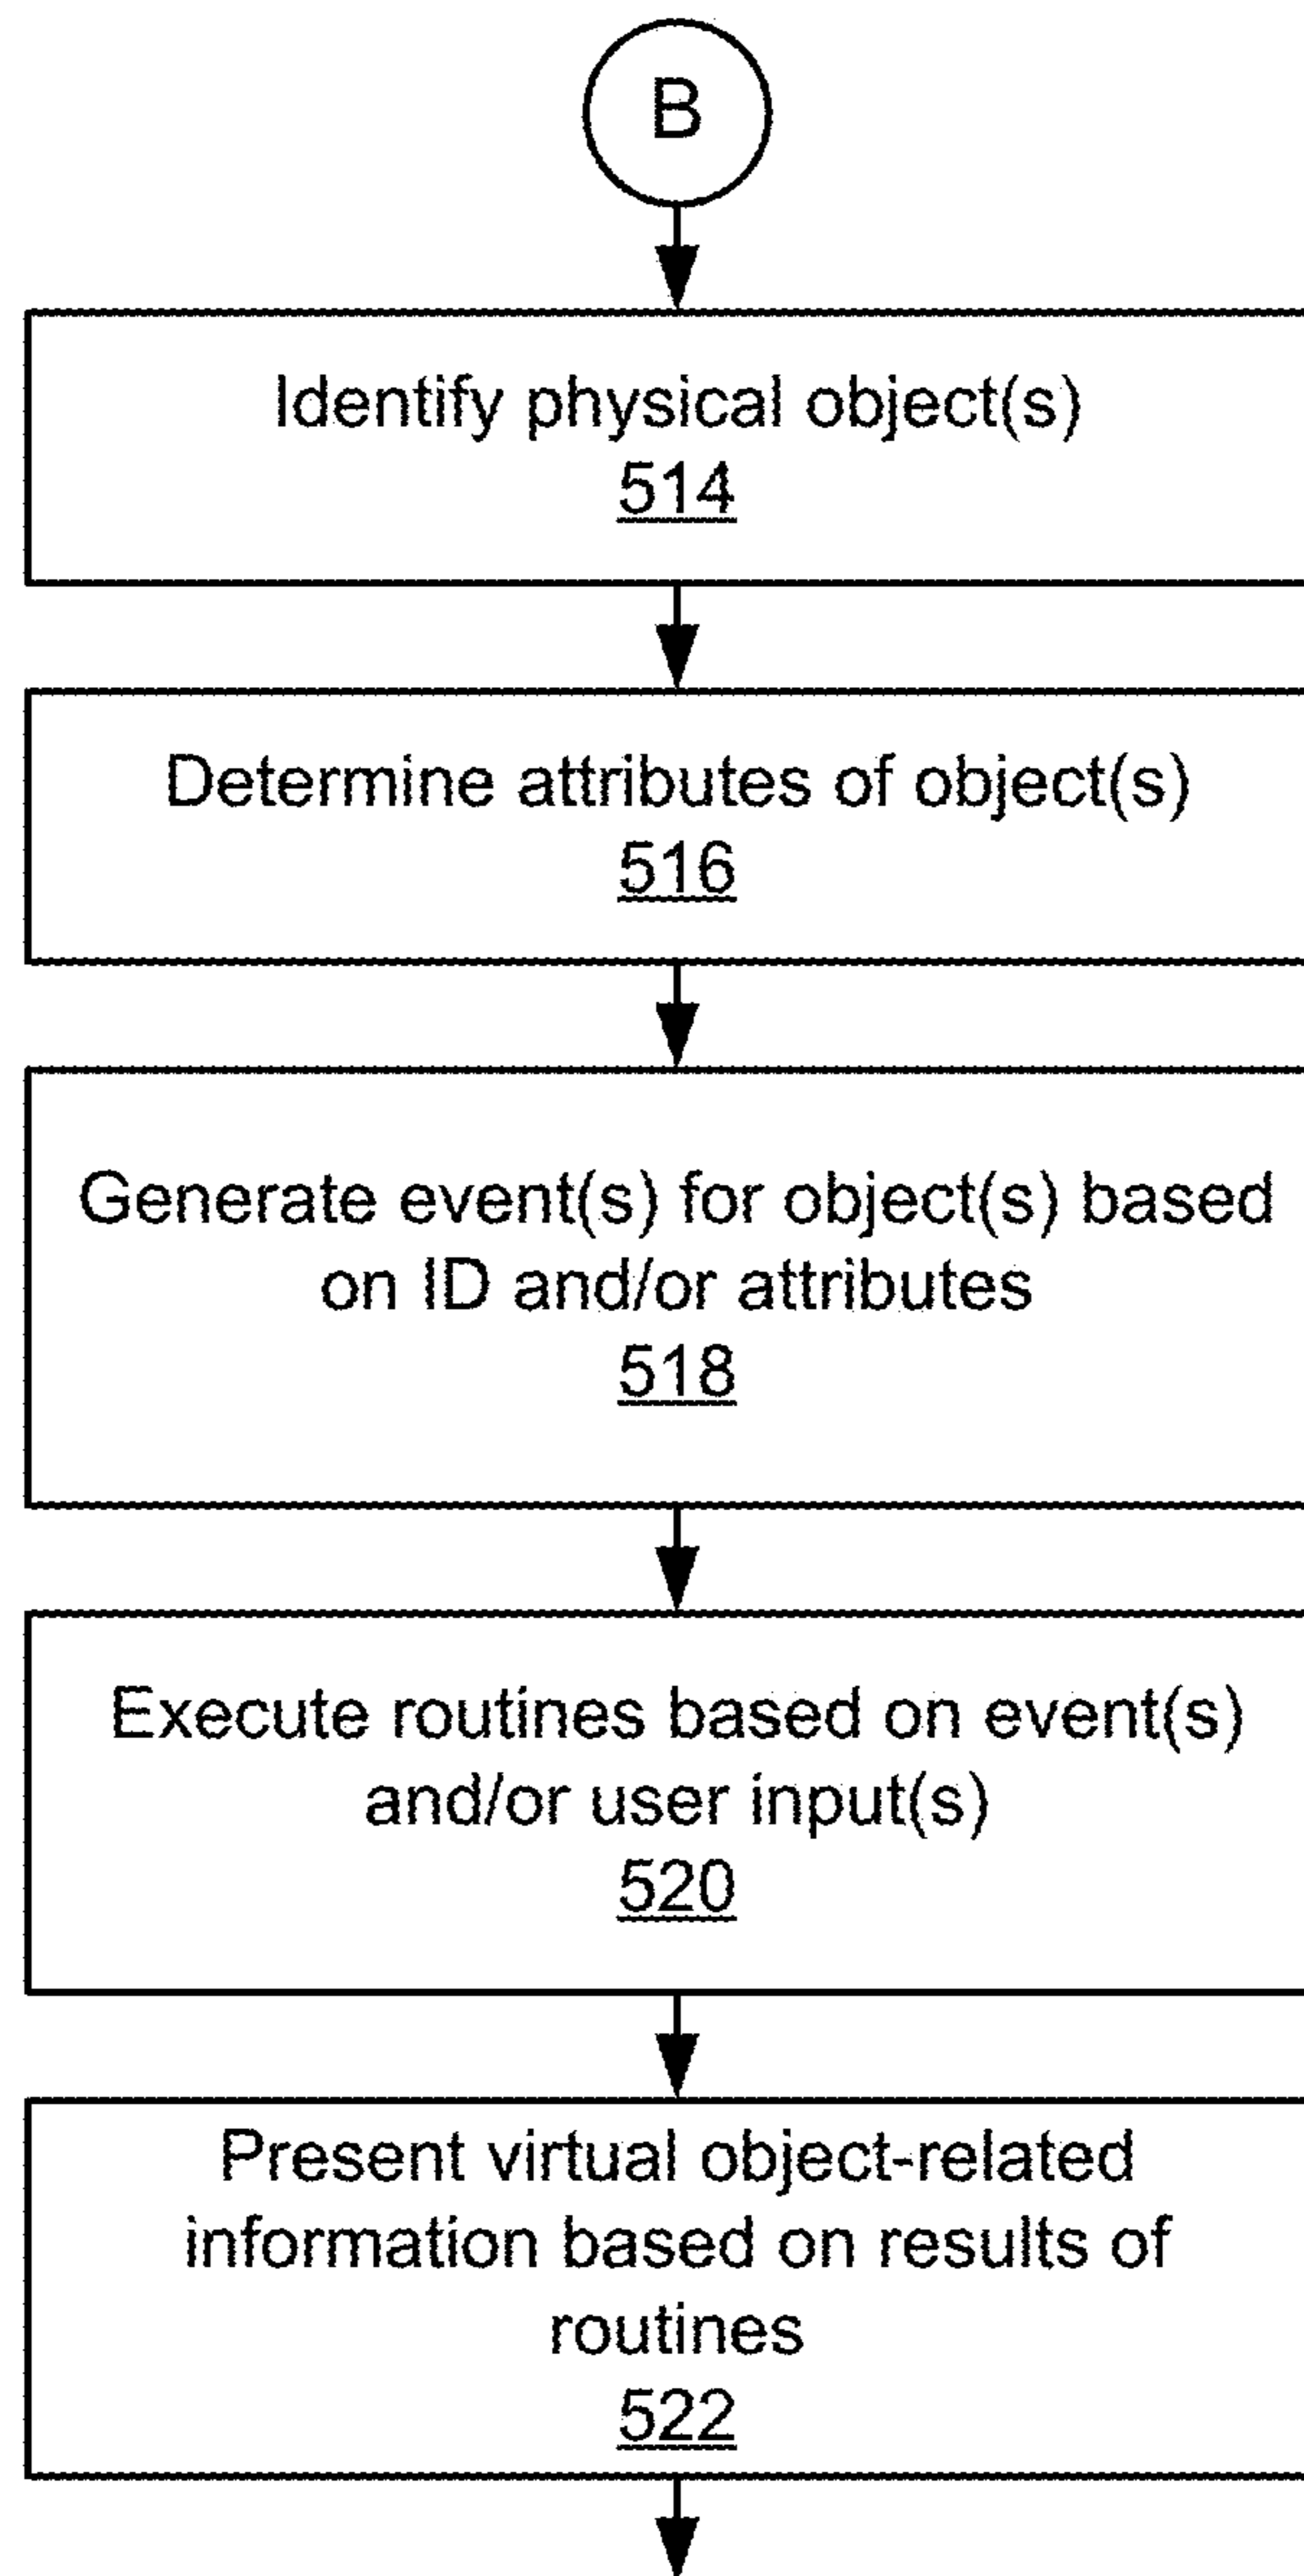 B
Identify physical object(s)
514
Determine attributes of object(s)
516
Generate event(s) for object(s) based
on ID and/or attributes
518
Execute routines based on event(s)
and/or user input(s)
520
Present virtual object-related
information based on results of
routines
522